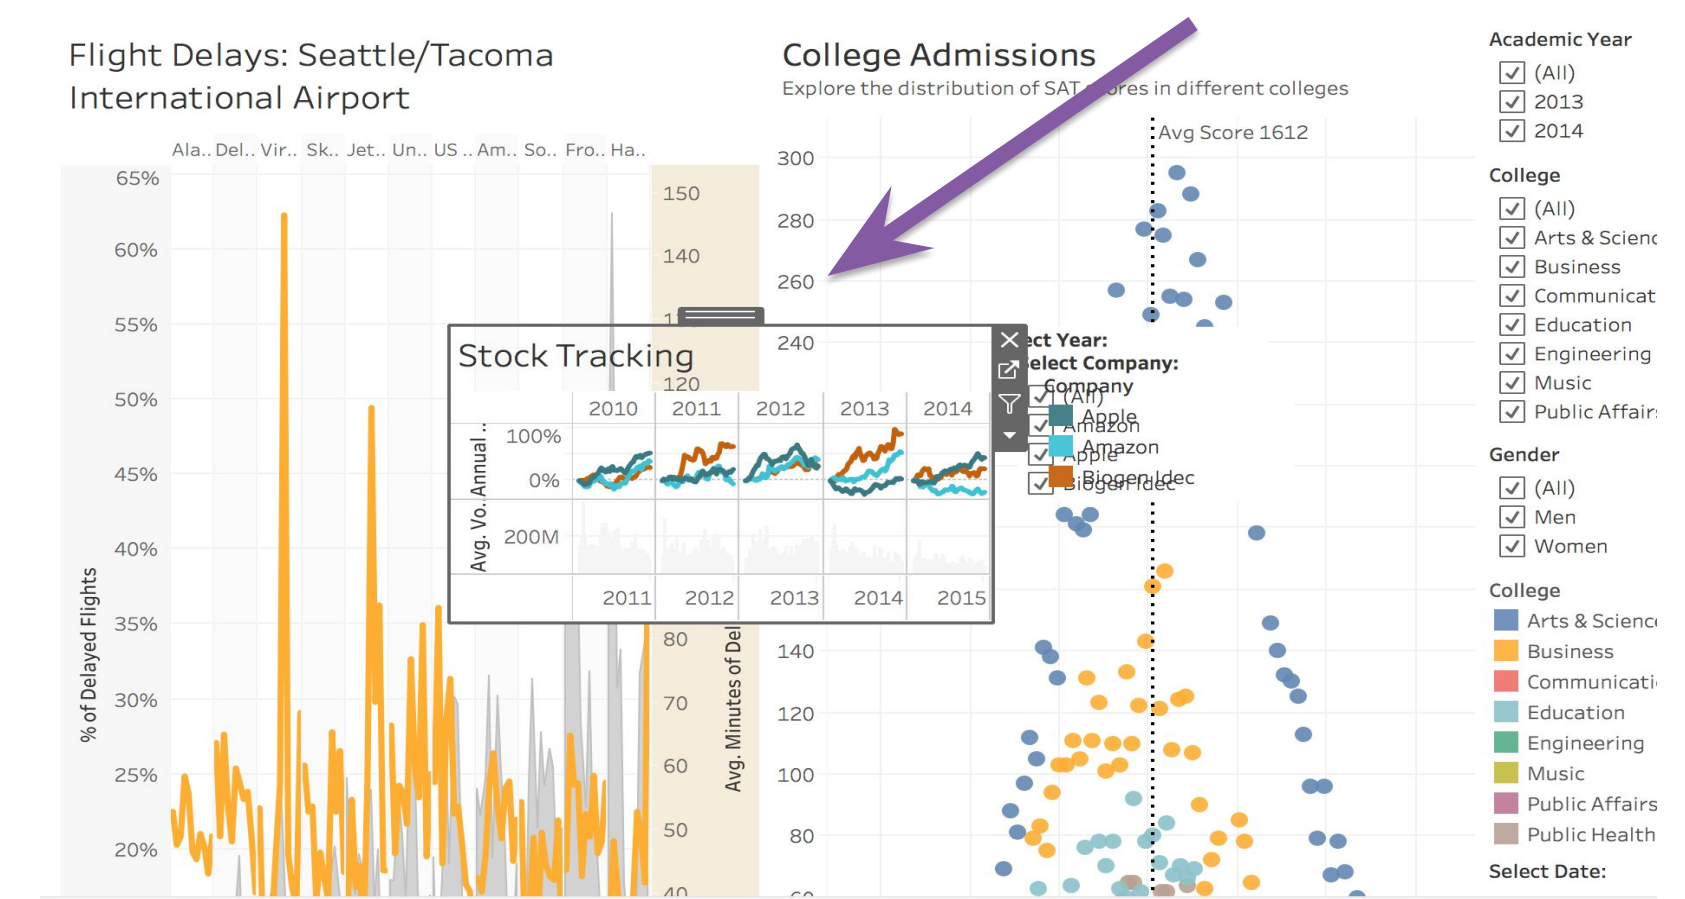 Flight Delays: Seattle/Tacoma
International Airport
Ala.. Del.. Vir.. Sk.. Jet.. Un.. US .. Am.. So.. Fro.. Ha..
65%
60%
55%
50%
45%
40%
35%
30%
25%
20%
% of Delayed Flights
150
140
120
80
70
60
50
40
Avg. Minutes of Del
Stock Tracking
2010 2011 2012 2013 2014
100%
0%
200M
Avg. Vo.. Annual ..
2011 2012 2013 2014 2015
College Admissions
Explore the distribution of SAT scores in different colleges
Avg Score 1612
300
280
260
240
140
120
100
80
60
ect Year:
elect Company:
Company
(All)
Apple
Amazon
Amazon
Apple
Biogen Idec
Biogen Idec
Academic Year
(All)
2013
2014
College
(All)
Arts & Scienc
Business
Communicat
Education
Engineering
Music
Public Affair
Gender
(All)
Men
Women
College
Arts & Science
Business
Communicati
Education
Engineering
Music
Public Affairs
Public Health
Select Date: